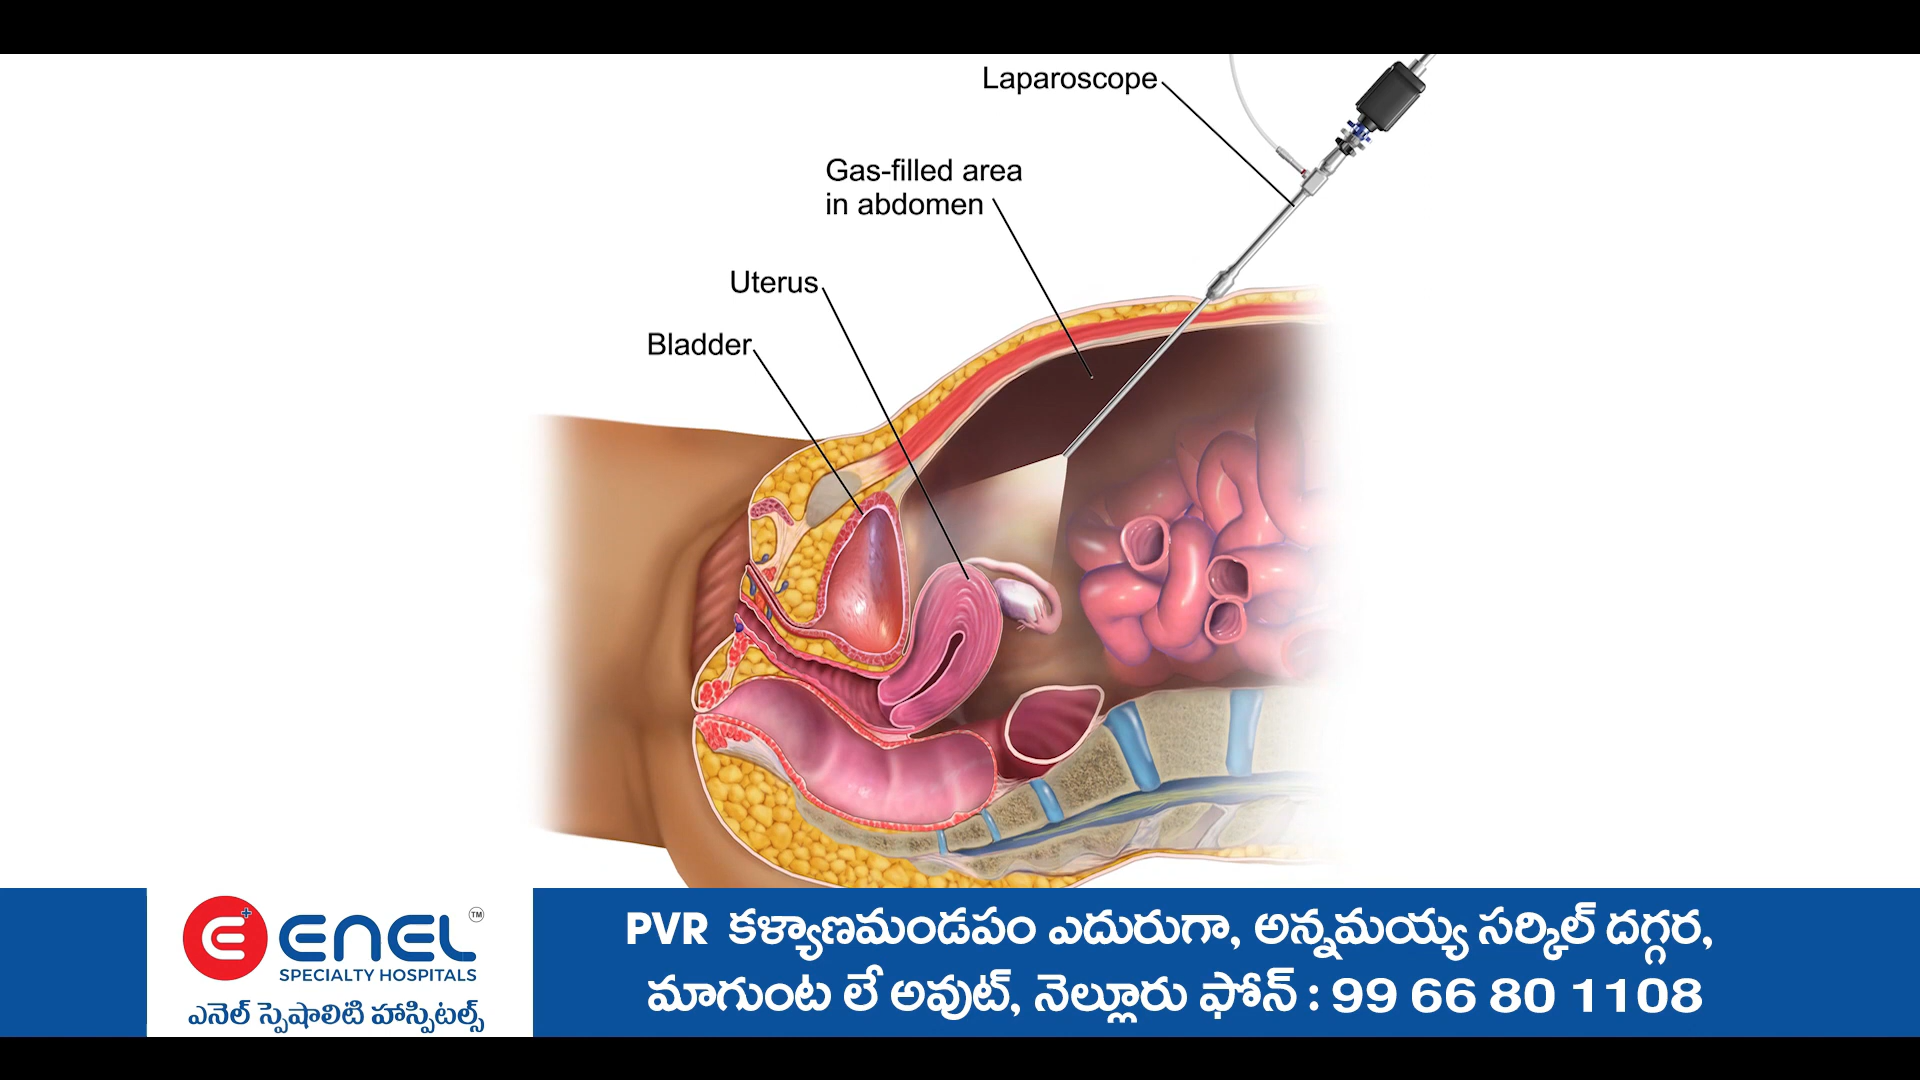 Laparoscope
Gas-filled area
in abdomen
Uterus
Bladder
ENEL™
SPECIALTY HOSPITALS
ఎనెల్ స్పెషాలిటి హాస్పిటల్స్
PVR కళ్యాణమండపం ఎదురుగా, అన్నమయ్య సర్కిల్ దగ్గర,
మాగుంట లే అవుట్, నెల్లూరు ఫోన్ : 99 66 80 1108